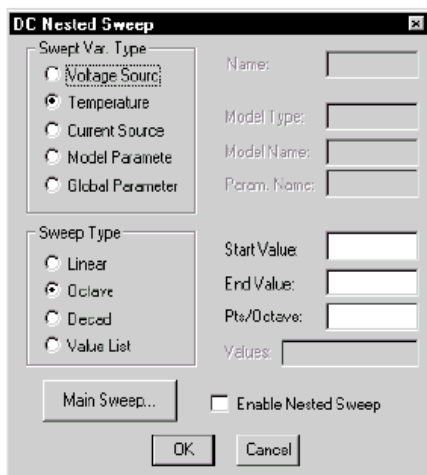 DC Nested Sweep
Swept Var. Type
Voltage Sourc
Temperature
Current Source
Model Paramete
Global Parameter
Name:
Model Type:
Model Name:
Param. Name:
Sweep Type
Linear
Octave
Decad
Value List
Start Value:
End Value:
Pts/Octave:
Values:
Main Sweep...
Enable Nested Sweep
OK
Cancel